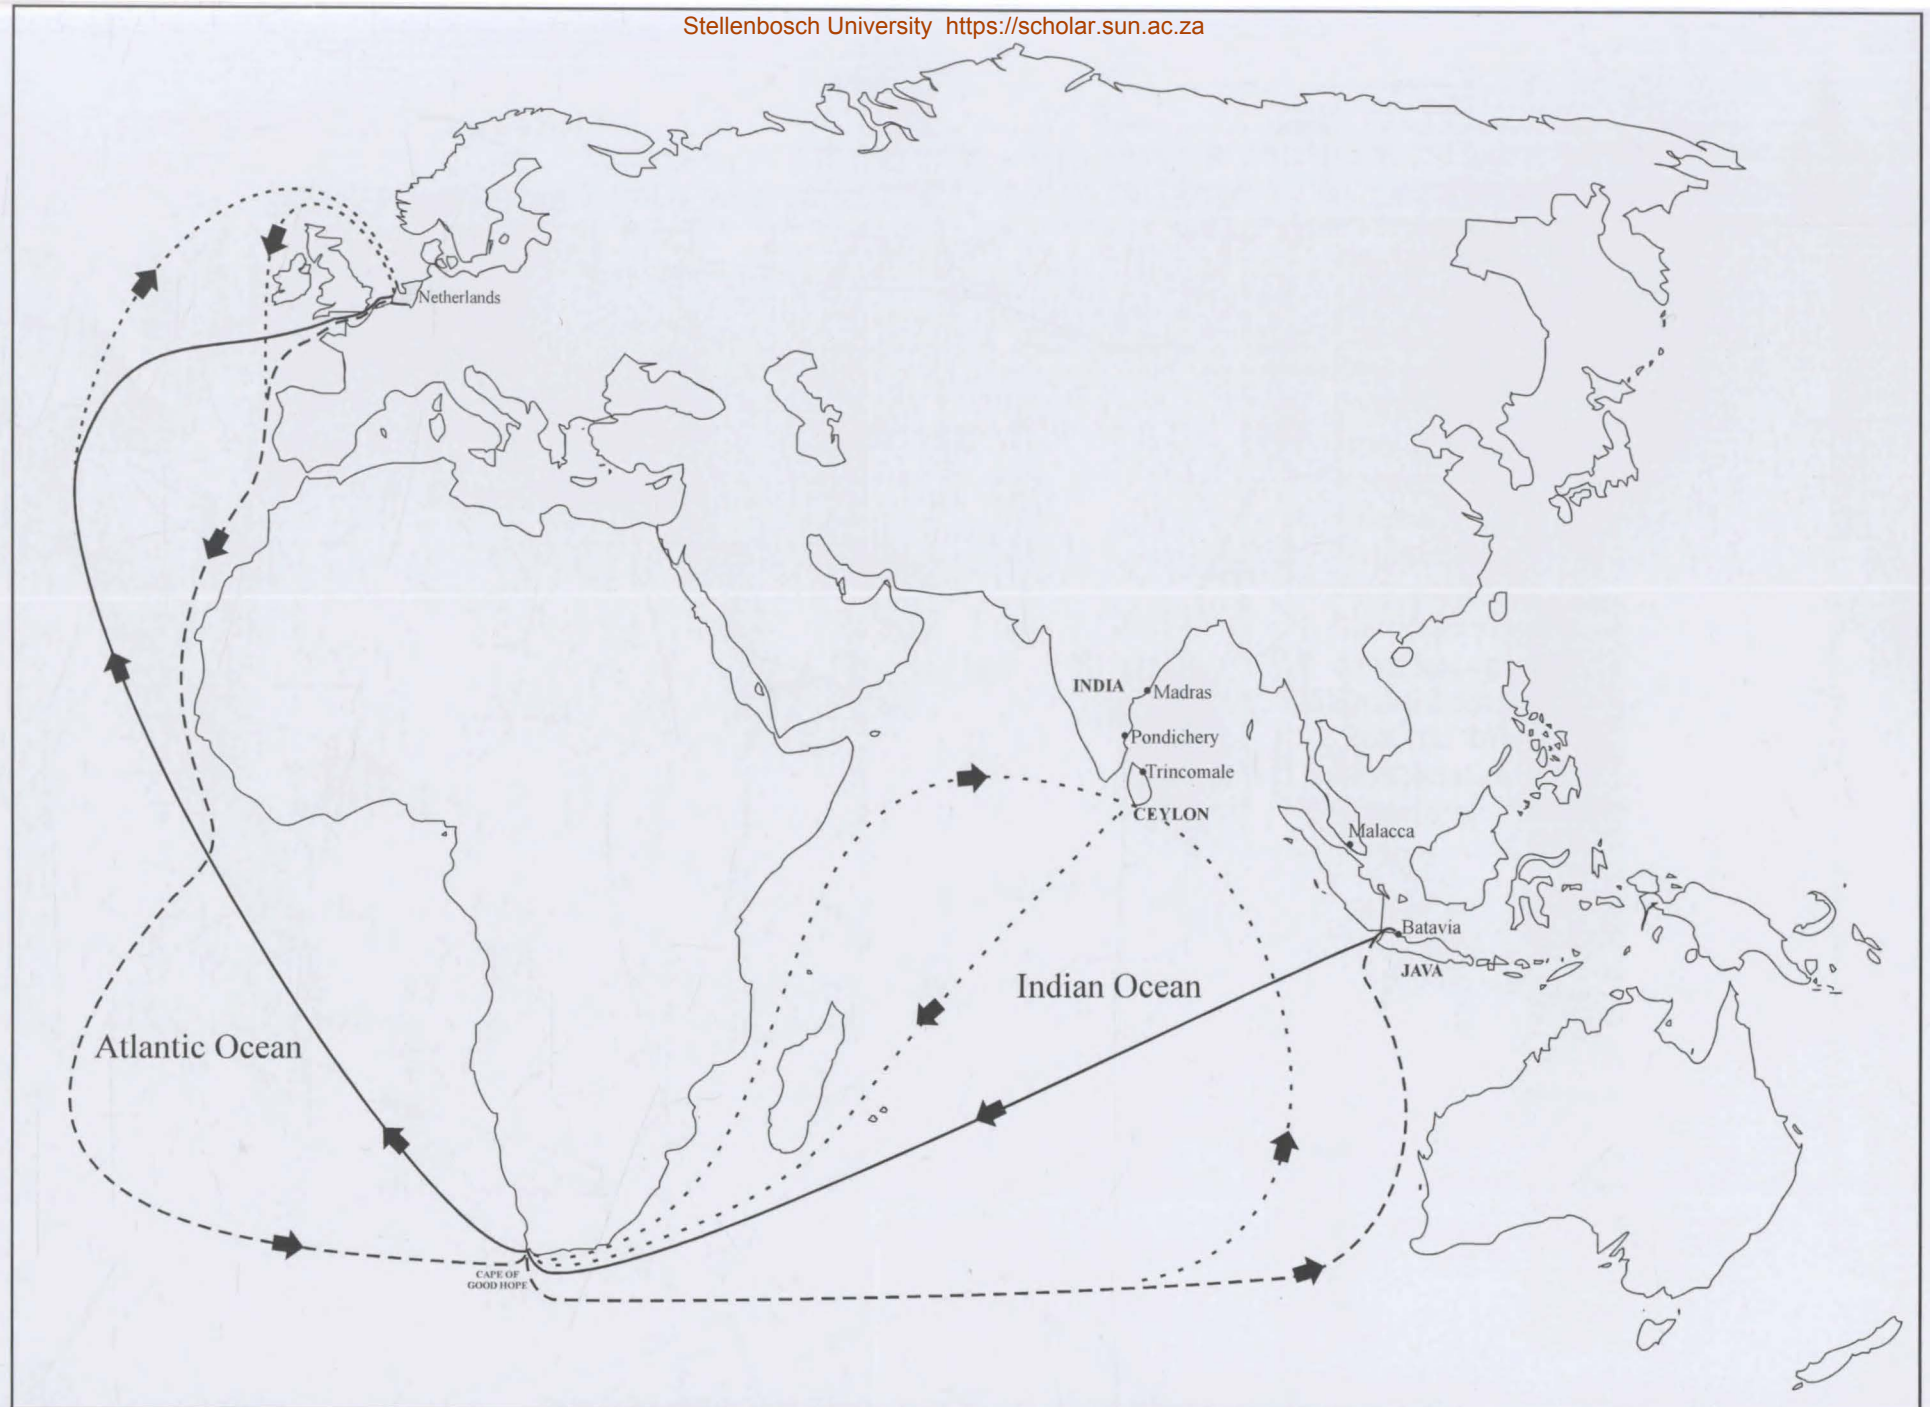 Stellenbosch University https://scholar.sun.ac.za
Netherlands
INDIA
Madras
Pondichery
Trincomale
CEYLON
Malacca
Batavia
JAVA
Indian Ocean
Atlantic Ocean
CAPE OF
GOOD HOPE